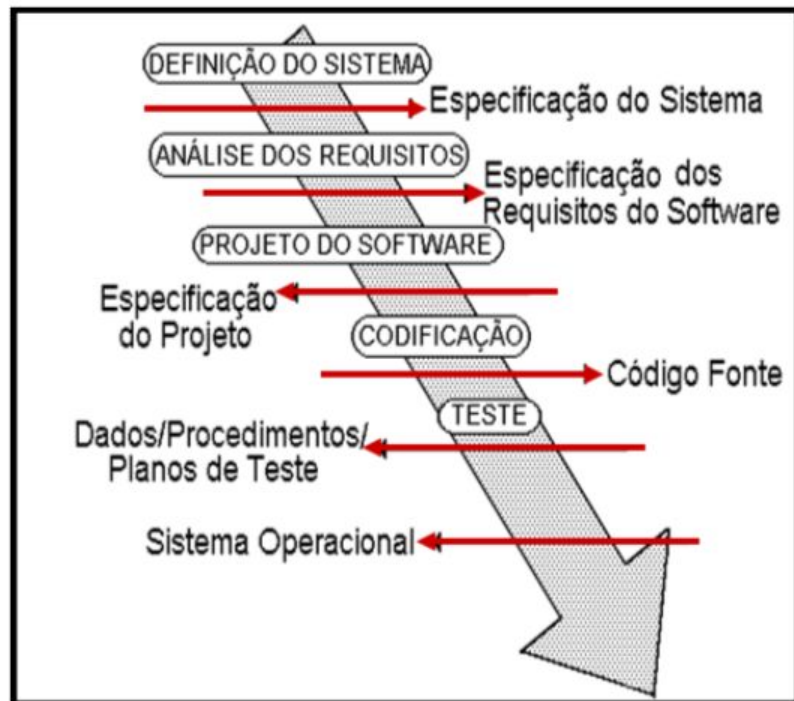 DEFINIÇÃO DO SISTEMA
Especificação do Sistema
ANÁLISE DOS REQUISITOS
Especificação dos
Requisitos do Software
PROJETO DO SOFTWARE
Especificação
do Projeto
CODIFICAÇÃO
Código Fonte
TESTE
Dados/Procedimentos/
Planos de Teste
Sistema Operacional